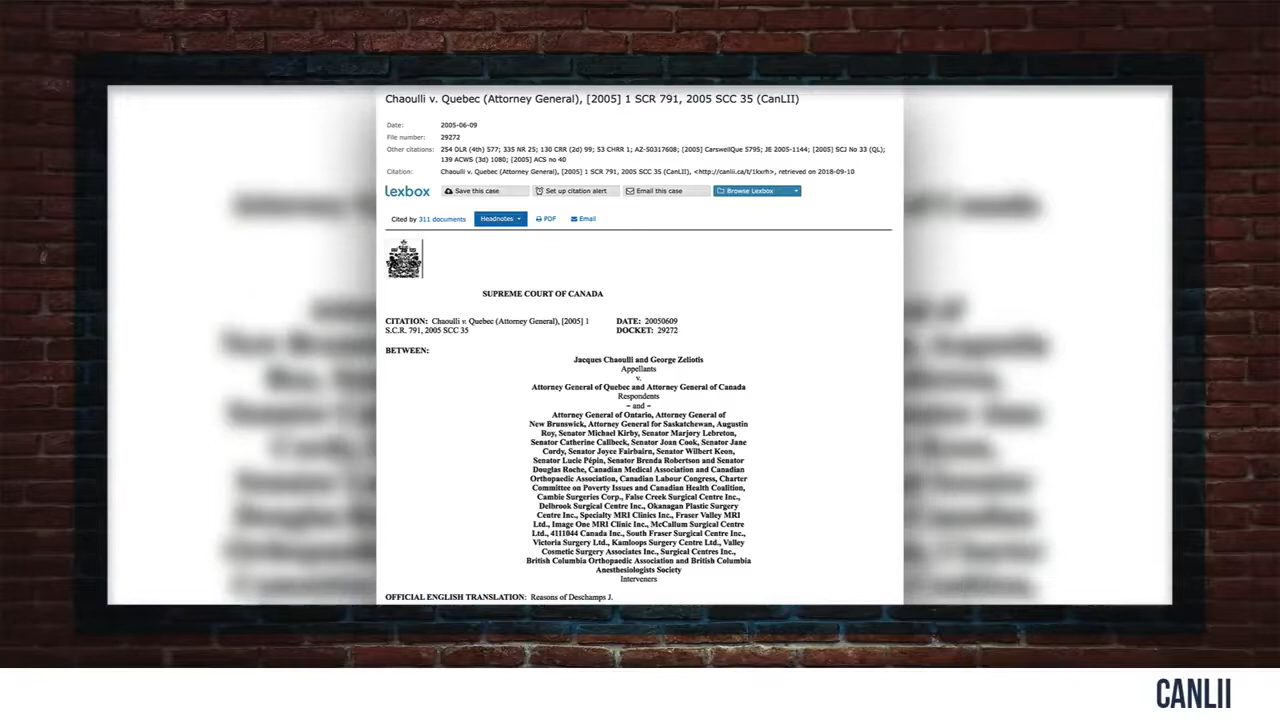 Chaoulli v. Quebec (Attorney General), [2005] 1 SCR 791, 2005 SCC 35 (CanLII)
Date: 2005-06-09
File number: 29272
Other citations: 254 DLR (4th) 577; 335 NR 25; 130 CRR (2d) 99; 53 CHRR 1; AZ-50317608; [2005] CarswellQue 5795; JE 2005-1144; [2005] SCJ No 33 (QL);
139 ACWS (3d) 1080; [2005] ACS no 40
Citation: Chaoulli v. Quebec (Attorney General), [2005] 1 SCR 791, 2005 SCC 35 (CanLII), <http://canlii.ca/t/1kxrh>, retrieved on 2018-09-10
Lexbox Save this case Set up citation alert Email this case Browse Lexbox
Cited by 311 documents Headnotes PDF Email
SUPREME COURT OF CANADA
CITATION: Chaoulli v. Quebec (Attorney General), [2005] 1 DATE: 20050609
S.C.R. 791, 2005 SCC 35 DOCKET: 29272
BETWEEN:
Jacques Chaoulli and George Zeliotis
Appellants
v.
Attorney General of Quebec and Attorney General of Canada
Respondents
– and –
Attorney General of Ontario, Attorney General of
New Brunswick, Attorney General for Saskatchewan, Augustin
Roy, Senator Michael Kirby, Senator Marjory Lebreton,
Senator Catherine Callbeck, Senator Joan Cook, Senator Jane
Cordy, Senator Joyce Fairbairn, Senator Wilbert Keon,
Senator Lucie Pépin, Senator Brenda Robertson and Senator
Douglas Roche, Canadian Medical Association and Canadian
Orthopaedic Association, Canadian Labour Congress, Charter
Committee on Poverty Issues and Canadian Health Coalition,
Cambie Surgeries Corp., False Creek Surgical Centre Inc.,
Delbrook Surgical Centre Inc., Okanagan Plastic Surgery
Centre Inc., Specialty MRI Clinics Inc., Fraser Valley MRI
Ltd., Image One MRI Clinic Inc., McCallum Surgical Centre
Ltd., 4111044 Canada Inc., South Fraser Surgical Centre Inc.,
Victoria Surgery Ltd., Kamloops Surgery Centre Ltd., Valley
Cosmetic Surgery Associates Inc., Surgical Centres Inc.,
British Columbia Orthopaedic Association and British Columbia
Anesthesiologists Society
Interveners
OFFICIAL ENGLISH TRANSLATION: Reasons of Deschamps J.
CANLII